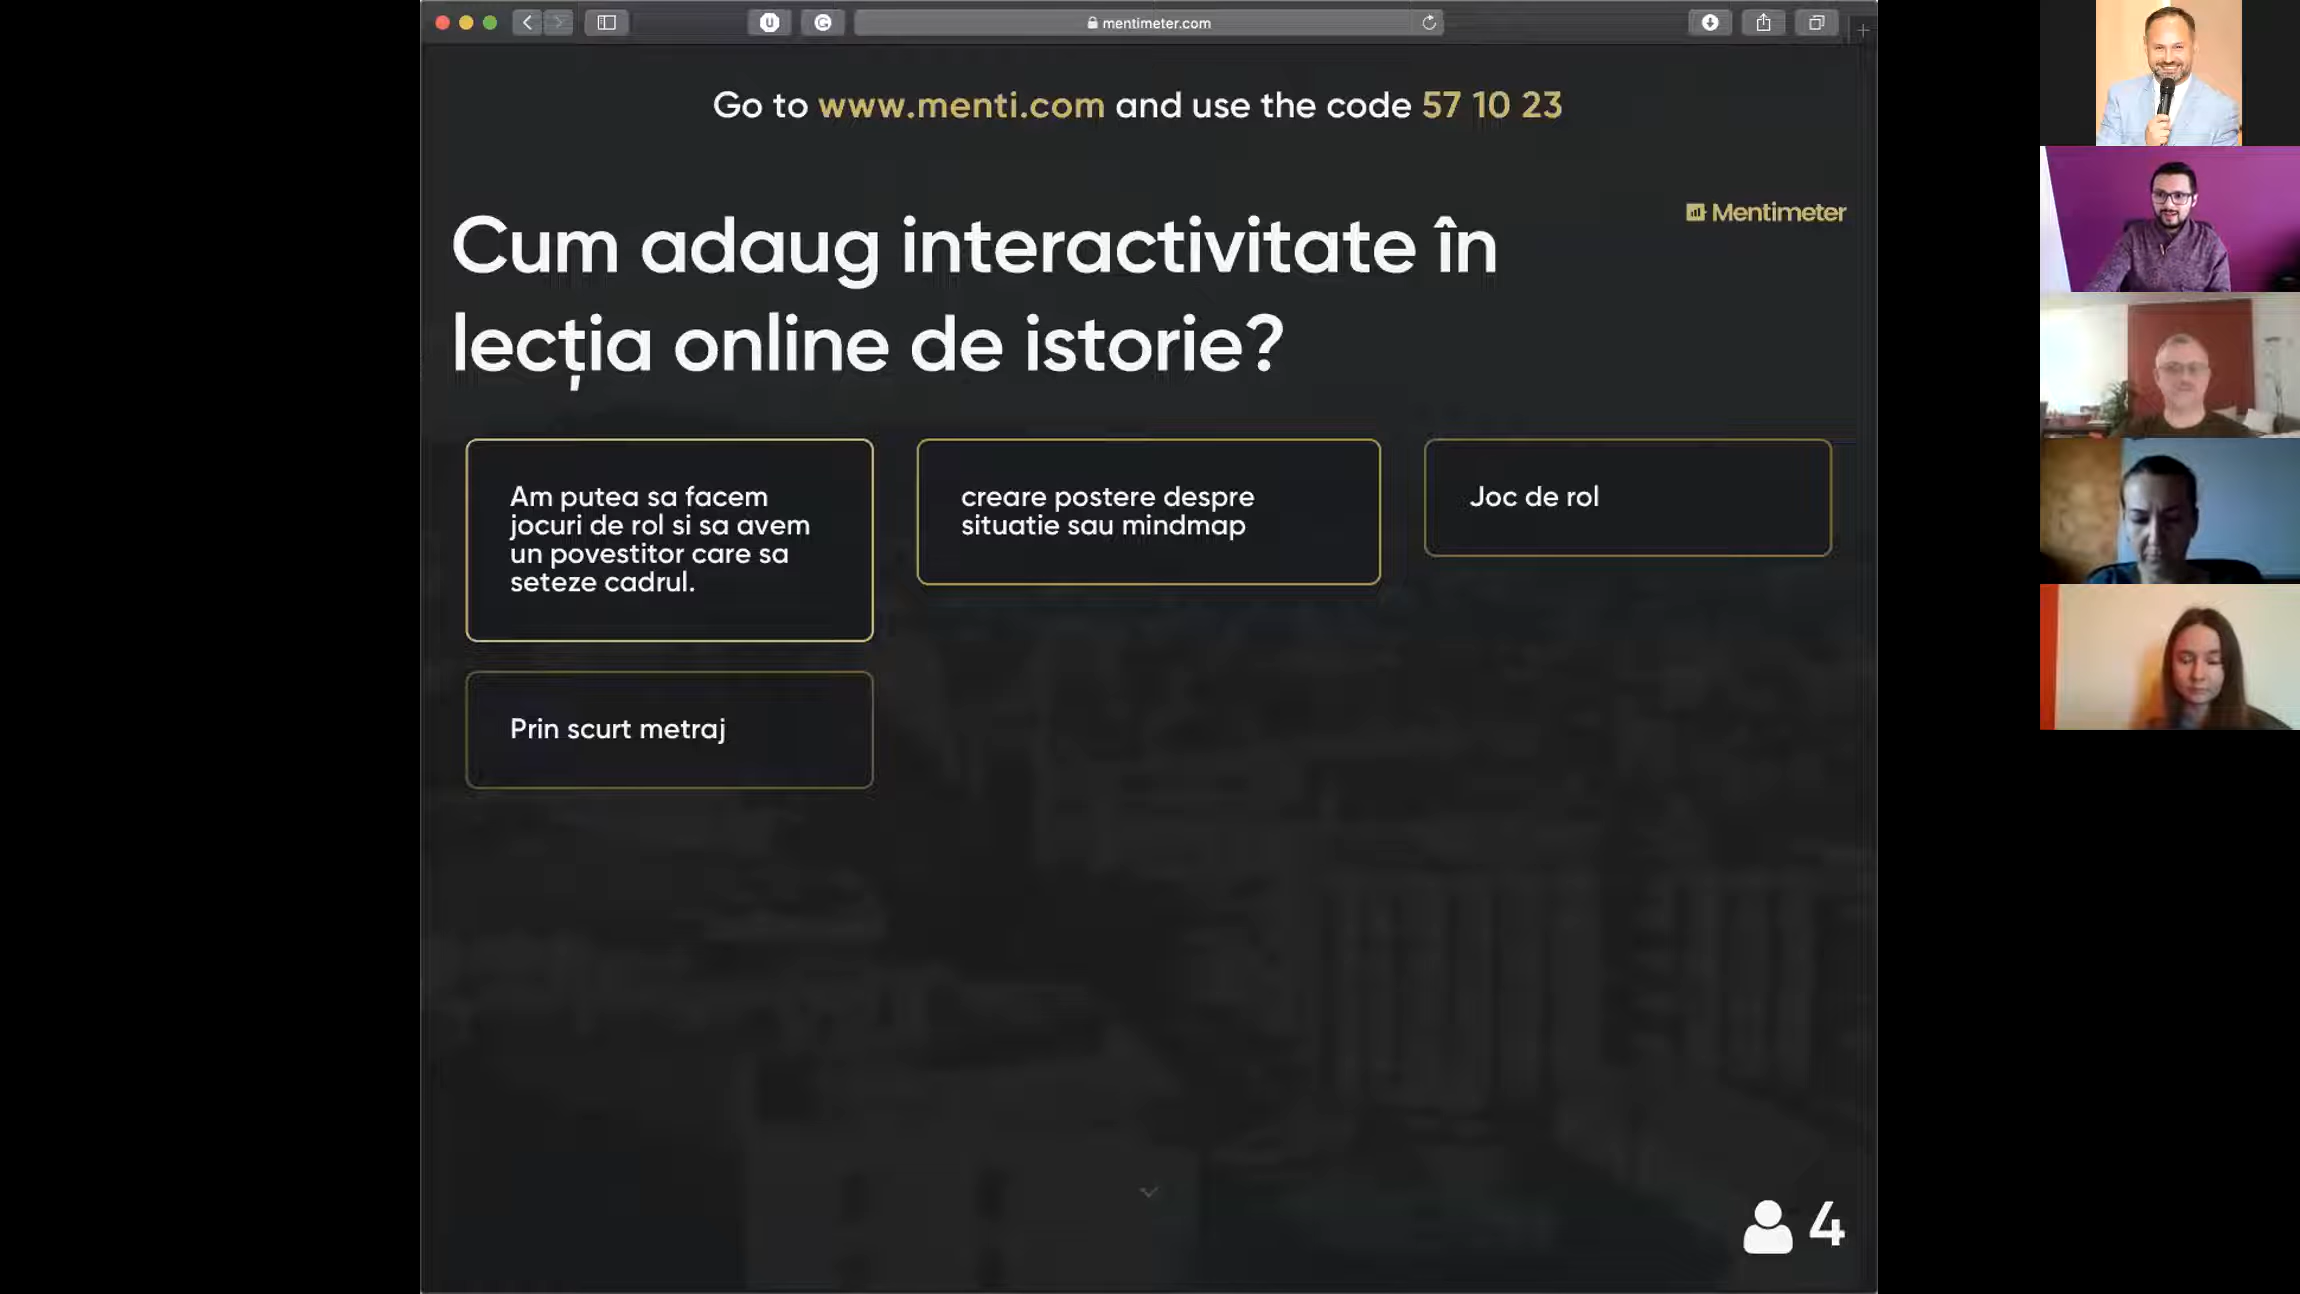 mentimeter.com
Go to www.menti.com and use the code 57 10 23
Mentimeter
Cum adaug interactivitate în
lecția online de istorie?
Am putea sa facem
jocuri de rol si sa avem
un povestitor care sa
seteze cadrul.
creare postere despre
situatie sau mindmap
Joc de rol
Prin scurt metraj
4